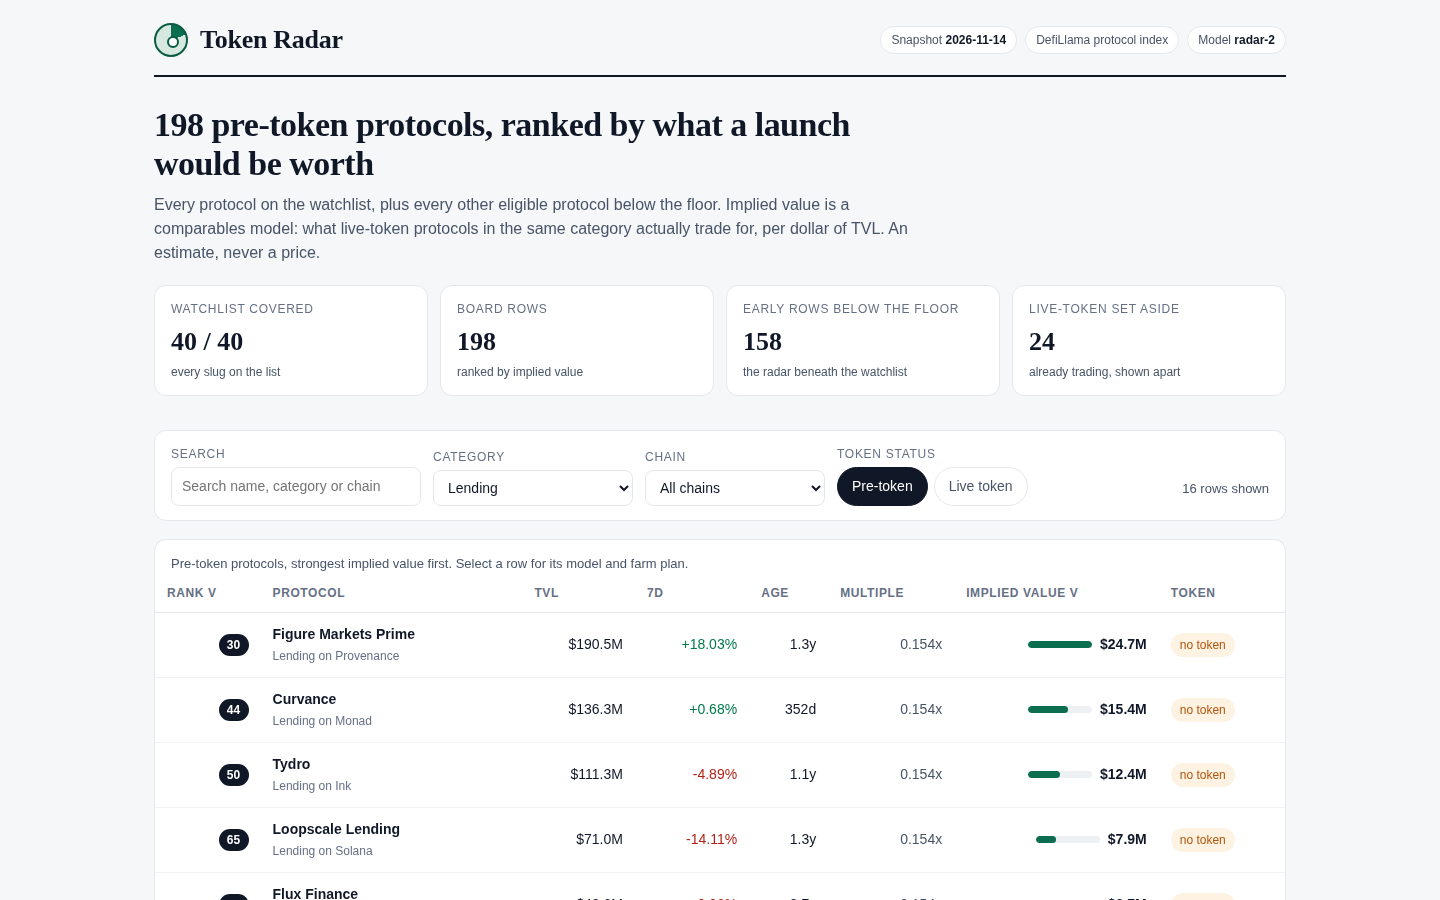 Token Radar
Snapshot 2026-11-14
DefiLlama protocol index
Model radar-2
198 pre-token protocols, ranked by what a launch
would be worth
Every protocol on the watchlist, plus every other eligible protocol below the floor. Implied value is a
comparables model: what live-token protocols in the same category actually trade for, per dollar of TVL. An
estimate, never a price.
WATCHLIST COVERED
40 / 40
every slug on the list
BOARD ROWS
198
ranked by implied value
EARLY ROWS BELOW THE FLOOR
158
the radar beneath the watchlist
LIVE-TOKEN SET ASIDE
24
already trading, shown apart
SEARCH
Search name, category or chain
CATEGORY
Lending
CHAIN
All chains
TOKEN STATUS
Pre-token
Live token
16 rows shown
Pre-token protocols, strongest implied value first. Select a row for its model and farm plan.
RANK V PROTOCOL TVL 7D AGE MULTIPLE IMPLIED VALUE V TOKEN
30 Figure Markets Prime $190.5M +18.03% 1.3y 0.154x $24.7M no token
Lending on Provenance
44 Curvance $136.3M +0.68% 352d 0.154x $15.4M no token
Lending on Monad
50 Tydro $111.3M -4.89% 1.1y 0.154x $12.4M no token
Lending on Ink
65 Loopscale Lending $71.0M -14.11% 1.3y 0.154x $7.9M no token
Lending on Solana
Flux Finance